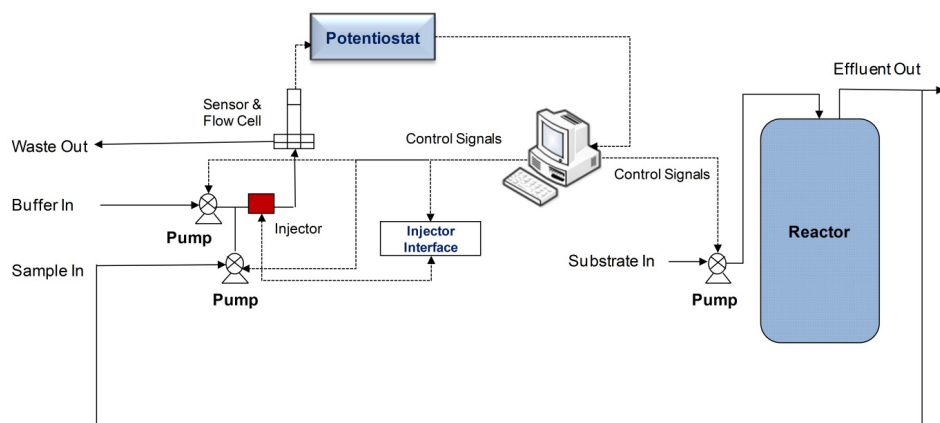 Potentiostat
Effluent Out
Sensor &
Flow Cell
Waste Out
Control Signals
Control Signals
Buffer In
Injector
Pump
Injector
Interface
Reactor
Sample In
Substrate In
Pump
Pump